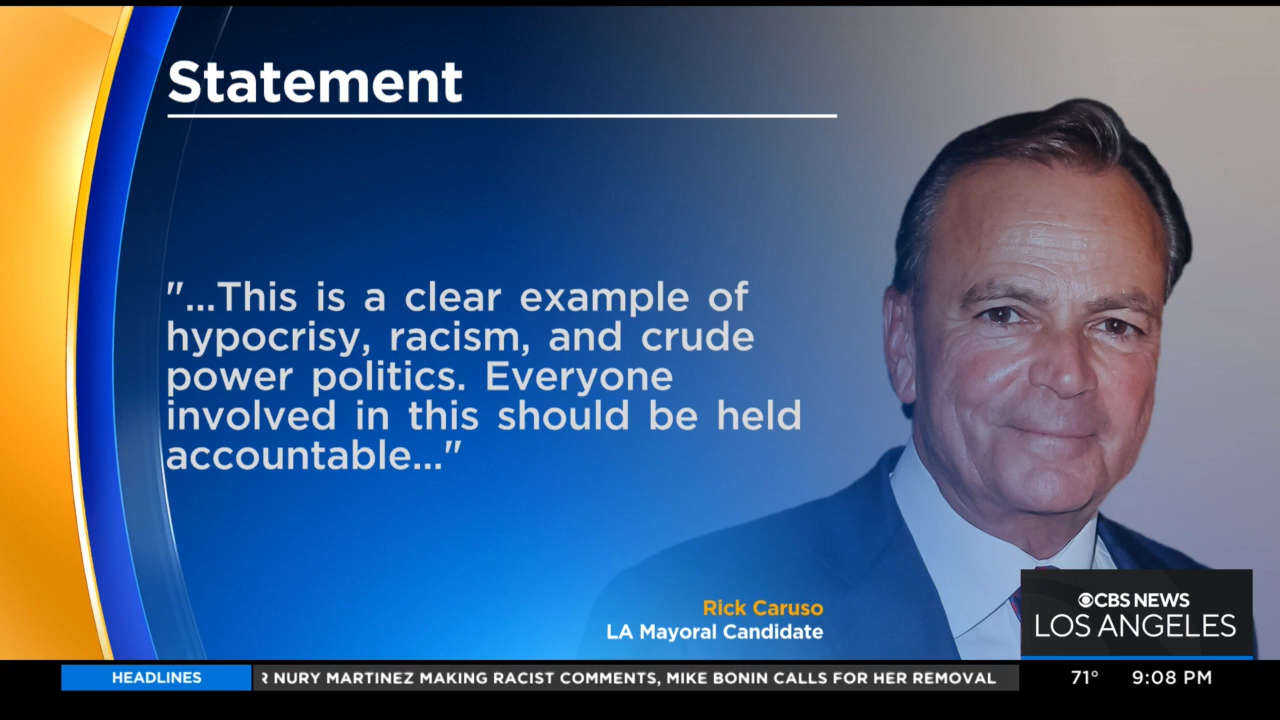 Statement
"...This is a clear example of
hypocrisy, racism, and crude
power politics. Everyone
involved in this should be held
accountable..."
Rick Caruso
LA Mayoral Candidate
CBS NEWS
LOS ANGELES
HEADLINES
R NURY MARTINEZ MAKING RACIST COMMENTS, MIKE BONIN CALLS FOR HER REMOVAL
71° 9:08 PM